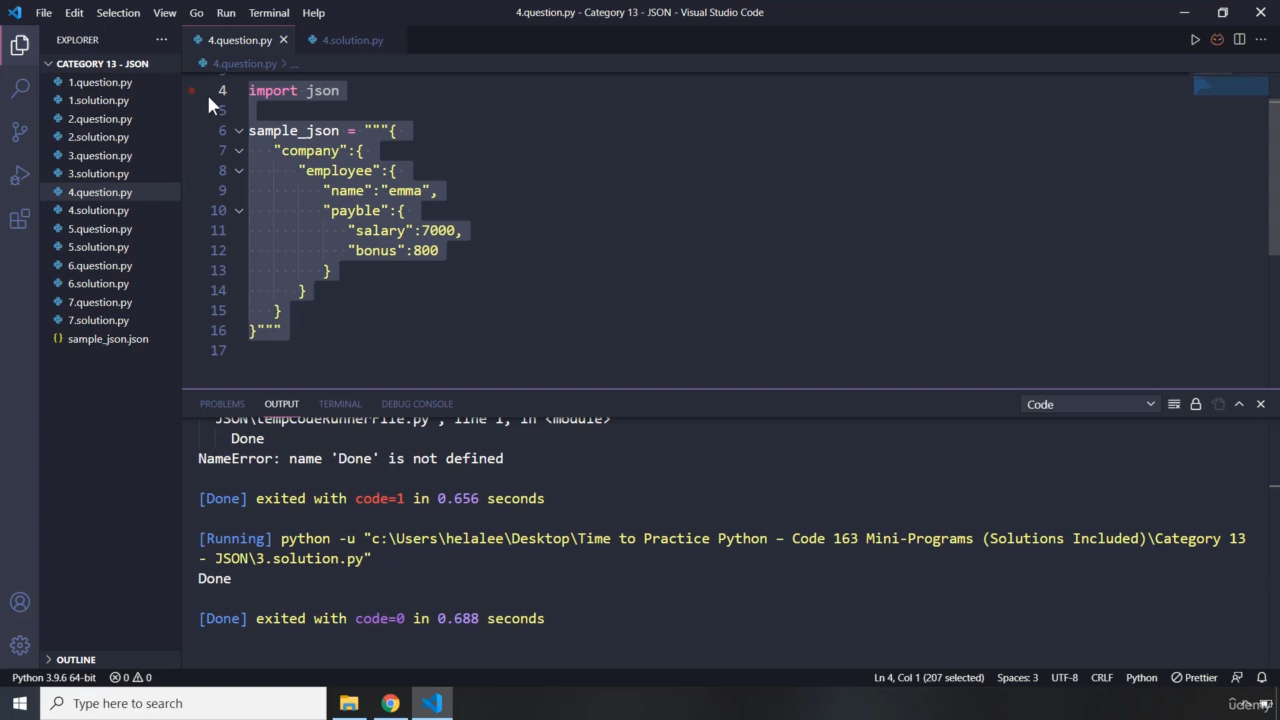 File Edit Selection View Go Run Terminal Help 4.question.py - Category 13 - JSON - Visual Studio Code
EXPLORER
CATEGORY 13 - JSON
1.question.py
1.solution.py
2.question.py
2.solution.py
3.question.py
3.solution.py
4.question.py
4.solution.py
5.question.py
5.solution.py
6.question.py
6.solution.py
7.question.py
7.solution.py
{} sample_json.json
OUTLINE
4.question.py 4.solution.py
4.question.py > ...
4 import json
5
6 sample_json = """{
7 "company":{
8 "employee":{
9 "name":"emma",
10 "payble":{
11 "salary":7000,
12 "bonus":800
13 }
14 }
15 }
16 }"""
17
PROBLEMS OUTPUT TERMINAL DEBUG CONSOLE Code
JSON\tempCodeRunnerFile.py", line 1, in <module>
Done
NameError: name 'Done' is not defined
[Done] exited with code=1 in 0.656 seconds
[Running] python -u "c:\Users\helalee\Desktop\Time to Practice Python – Code 163 Mini-Programs (Solutions Included)\Category 13
- JSON\3.solution.py"
Done
[Done] exited with code=0 in 0.688 seconds
Python 3.9.6 64-bit 0 0 Ln 4, Col 1 (207 selected) Spaces: 3 UTF-8 CRLF Python Prettier
Type here to search
udemy